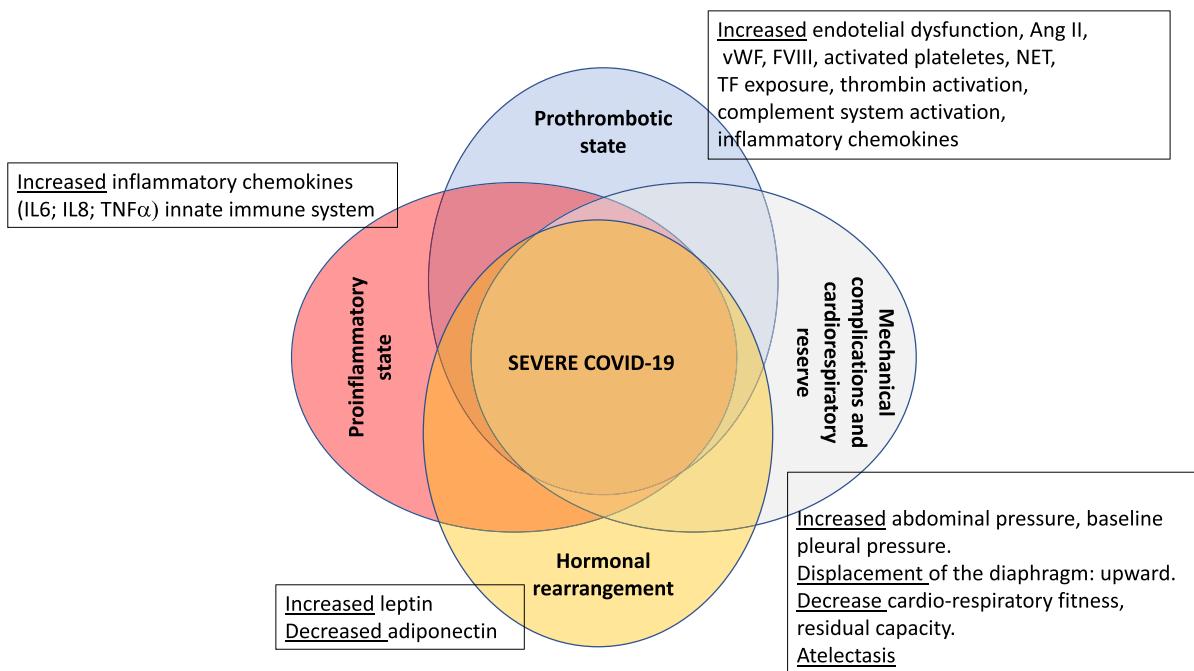 Increased endotelial dysfunction, Ang II,
vWF, FVIII, activated plateletes, NET,
TF exposure, thrombin activation,
complement system activation,
inflammatory chemokines
Prothrombotic
state
Increased inflammatory chemokines
(IL6; IL8; TNFα) innate immune system
Proinflammatory
state
SEVERE COVID-19
Mechanical
complications and
cardiorespiratory
reserve
Hormonal
rearrangement
Increased leptin
Decreased adiponectin
Increased abdominal pressure, baseline
pleural pressure.
Displacement of the diaphragm: upward.
Decrease cardio-respiratory fitness,
residual capacity.
Atelectasis